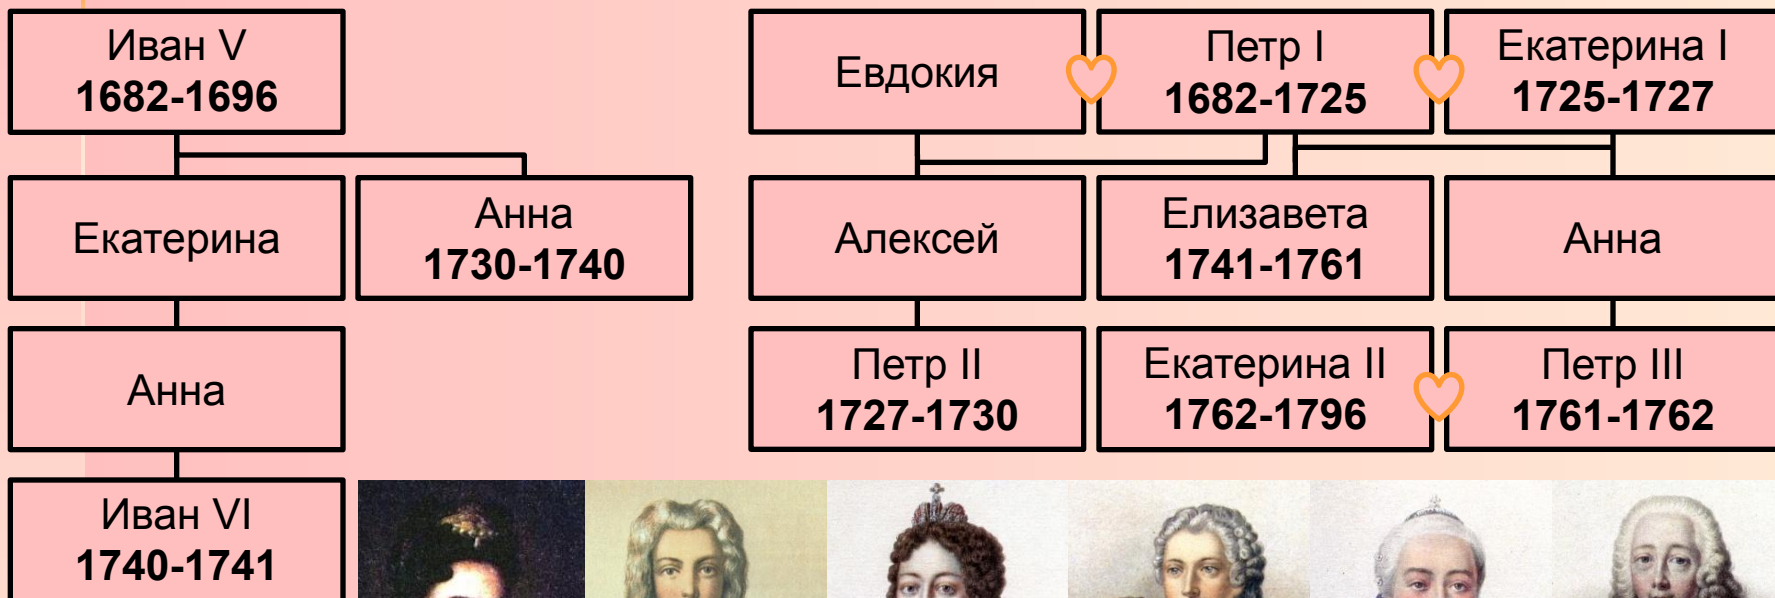 Иван V
1682-1696
Евдокия
Петр I
1682-1725
Екатерина I
1725-1727
Екатерина
Анна
1730-1740
Алексей
Елизавета
1741-1761
Анна
Анна
Петр II
1727-1730
Екатерина II
1762-1796
Петр III
1761-1762
Иван VI
1740-1741